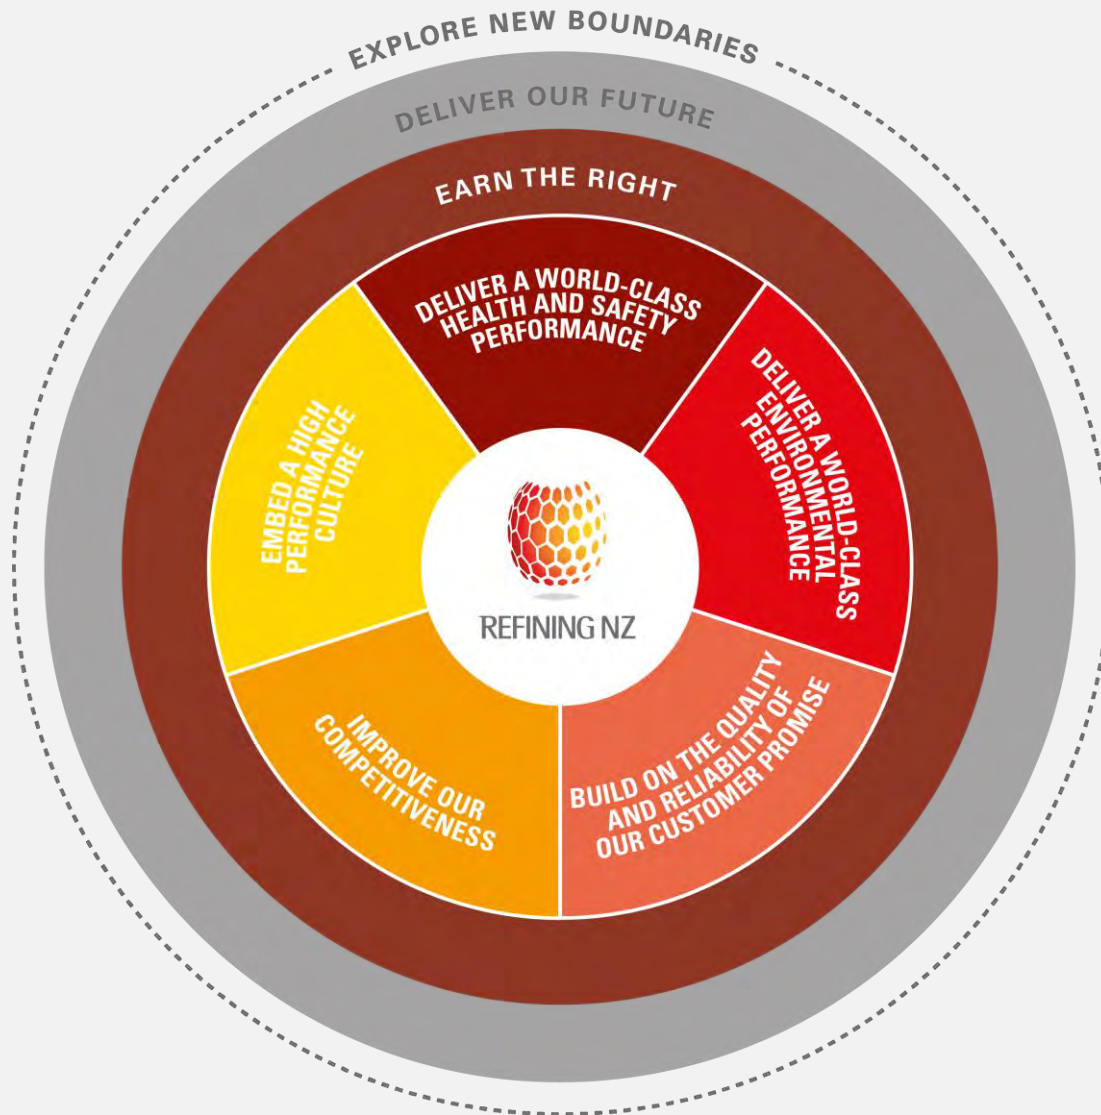 EXPLORE NEW BOUNDARIES
DELIVER OUR FUTURE
EARN THE RIGHT
DELIVER A WORLD-CLASS
HEALTH AND SAFETY
PERFORMANCE
DELIVER A WORLD-CLASS
ENVIRONMENTAL
PERFORMANCE
BUILD ON THE QUALITY
AND RELIABILITY OF
OUR CUSTOMER PROMISE
IMPROVE OUR
COMPETITIVENESS
EMBED A HIGH
PERFORMANCE
CULTURE
REFINING NZ